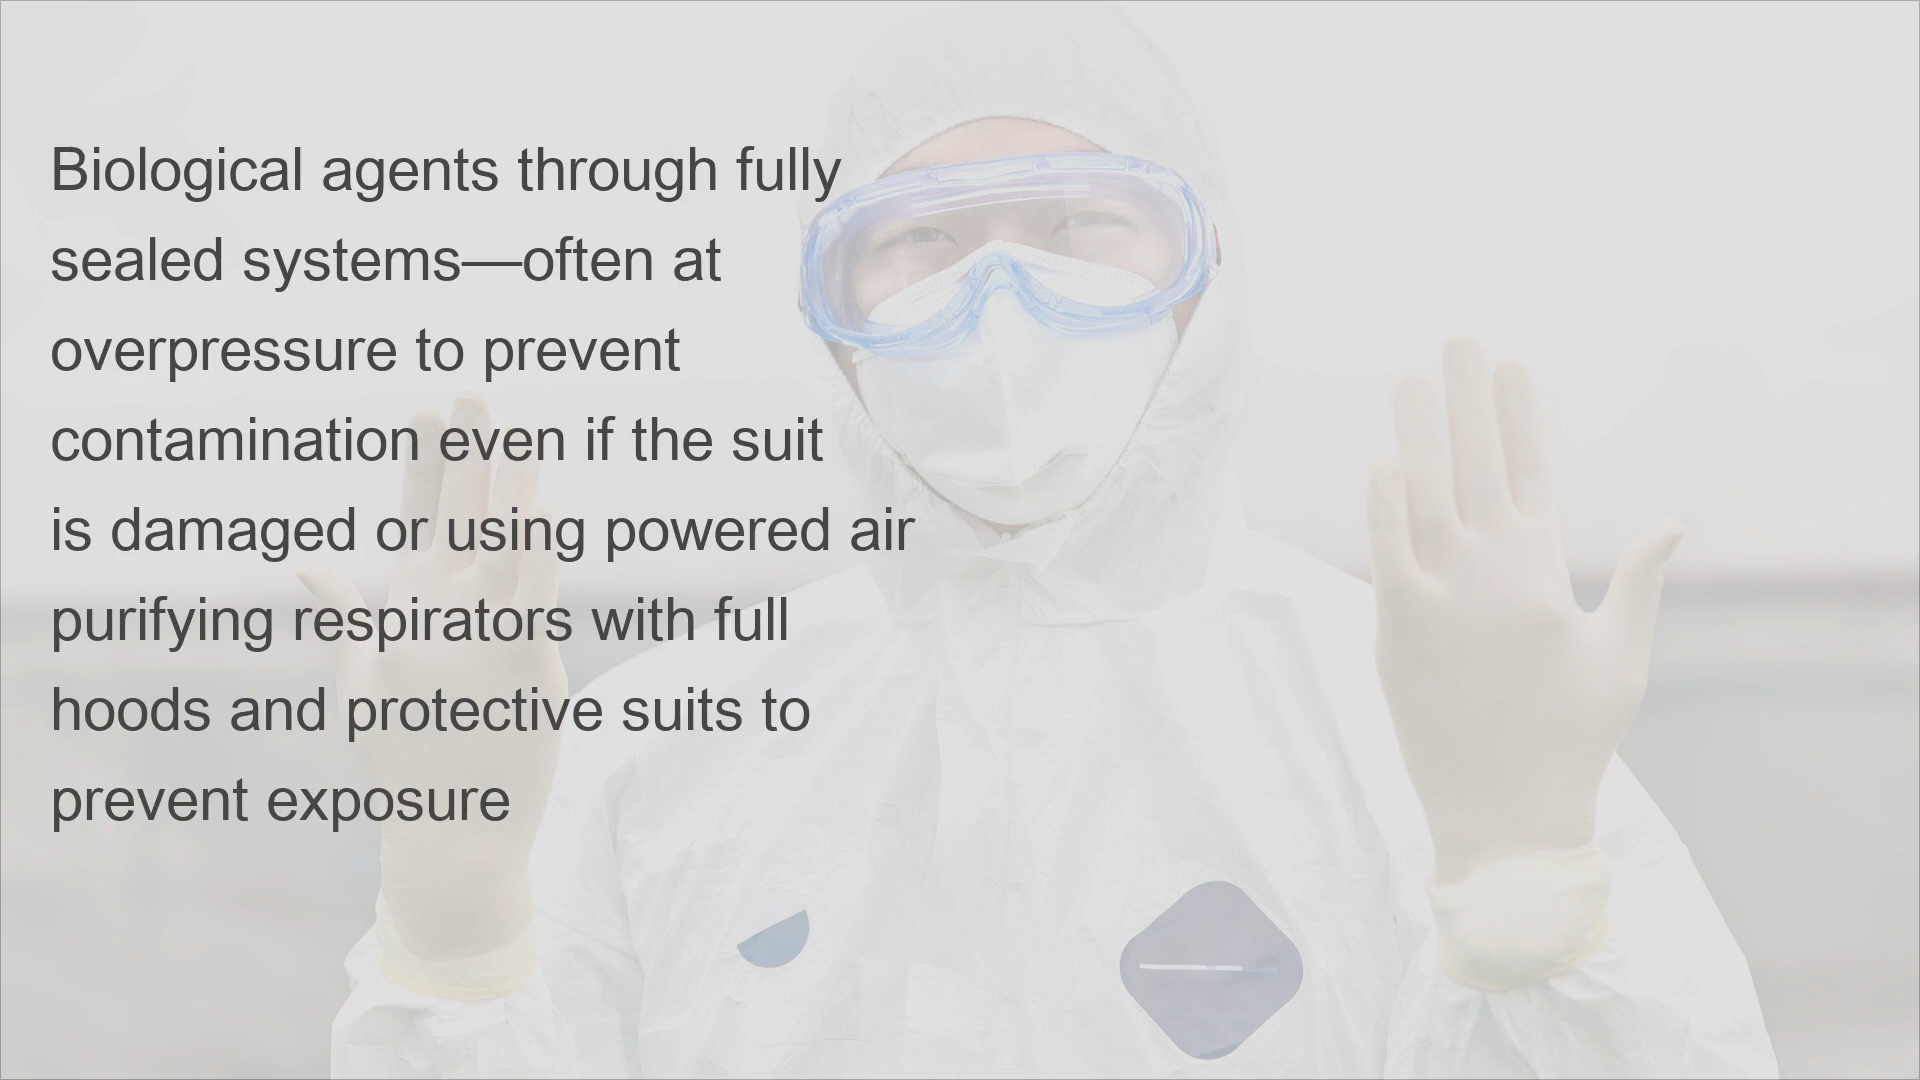 Biological agents through fully
sealed systems—often at
overpressure to prevent
contamination even if the suit
is damaged or using powered air
purifying respirators with full
hoods and protective suits to
prevent exposure